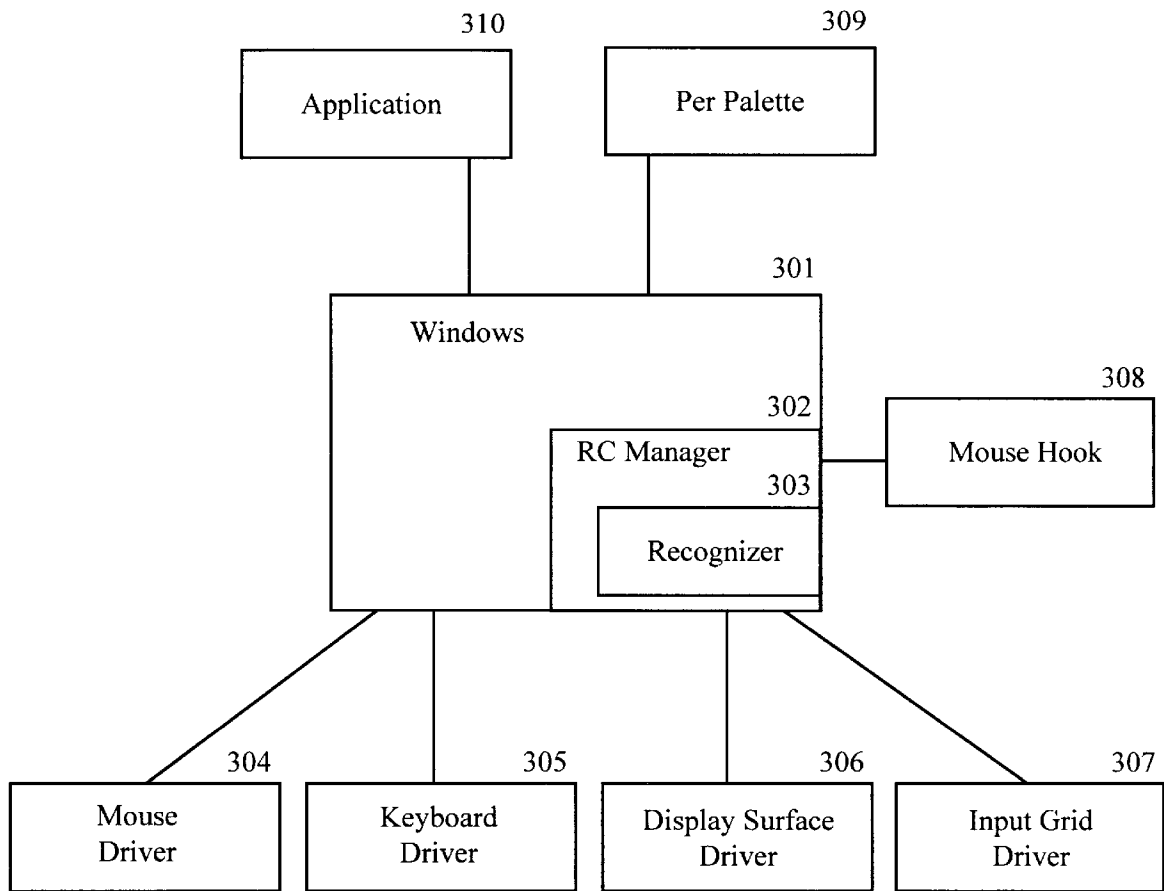 310
Application
309
Per Palette
301
Windows
302
RC Manager
303
Recognizer
308
Mouse Hook
304
Mouse
Driver
305
Keyboard
Driver
306
Display Surface
Driver
307
Input Grid
Driver